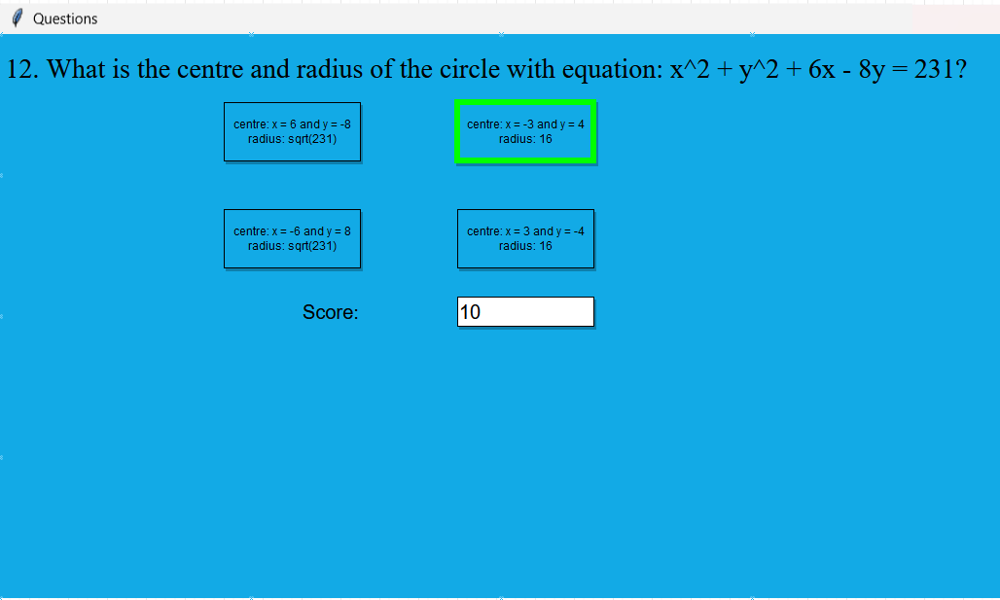 Questions
12. What is the centre and radius of the circle with equation: x^2 + y^2 + 6x - 8y = 231?
centre: x = 6 and y = -8
radius: sqrt(231)
centre: x = -3 and y = 4
radius: 16
centre: x = -6 and y = 8
radius: sqrt(231)
centre: x = 3 and y = -4
radius: 16
Score:
10